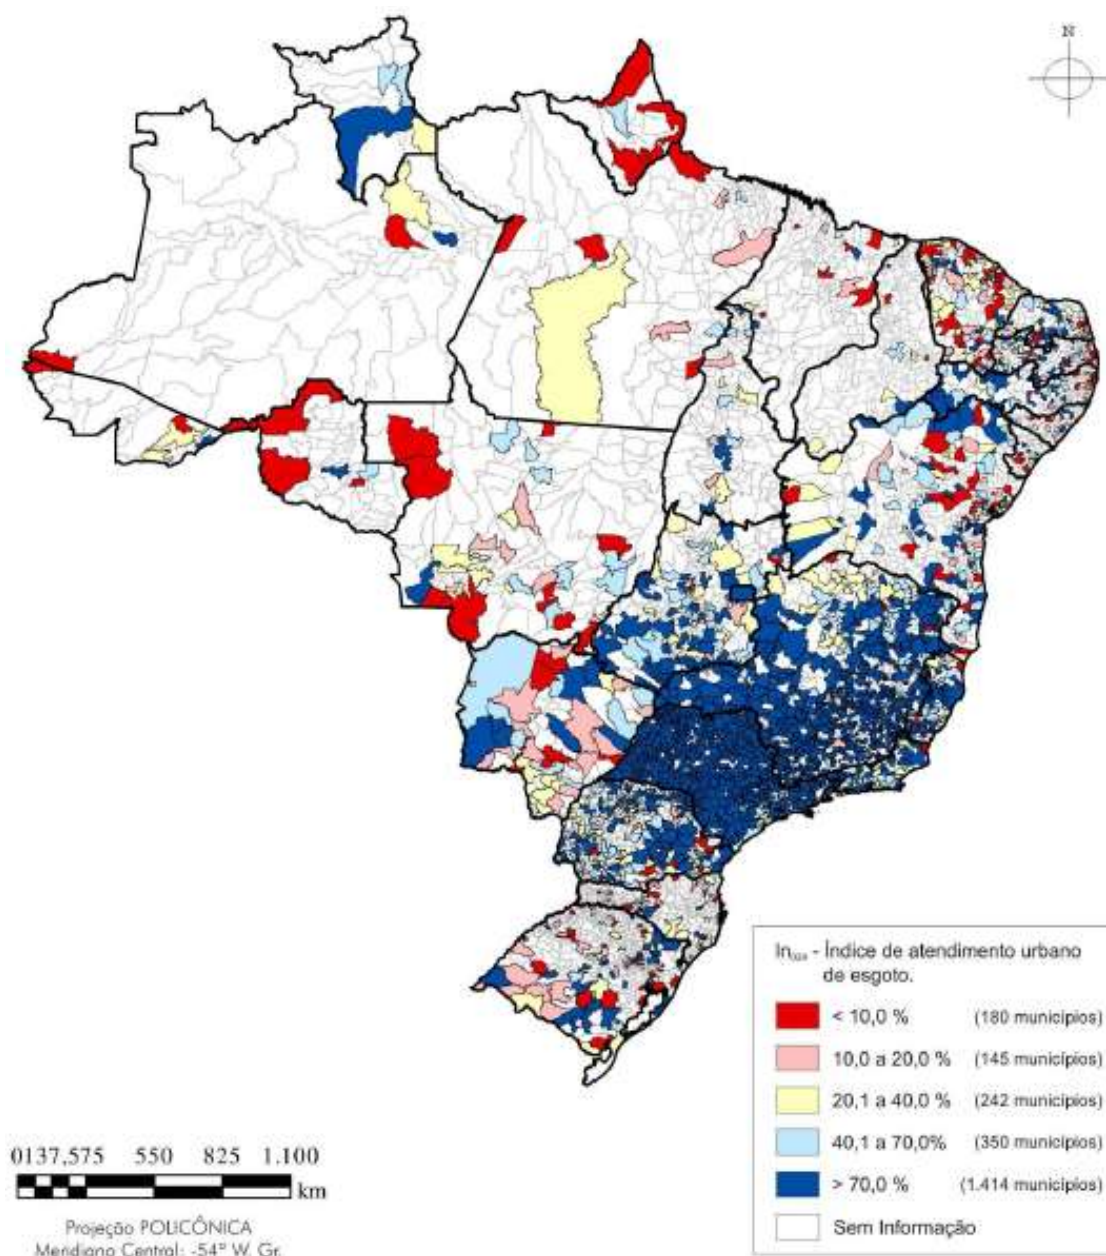 N
In₀₂₄ - Índice de atendimento urbano
de esgoto.
< 10,0 % (180 municípios)
10,0 a 20,0 % (145 municípios)
20,1 a 40,0 % (242 municípios)
40,1 a 70,0% (350 municípios)
> 70,0 % (1.414 municípios)
Sem Informação
0137,575 550 825 1.100
km
Projeção POLICÔNICA
Meridiano Central: -54° W. Gr.